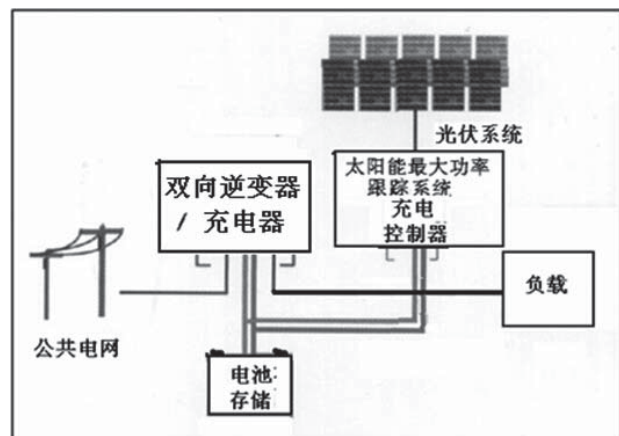 光伏系统
太阳能最大功率
跟踪系统
充电
控制器
双向逆变器
/ 充电器
负载
公共电网
电池
存储